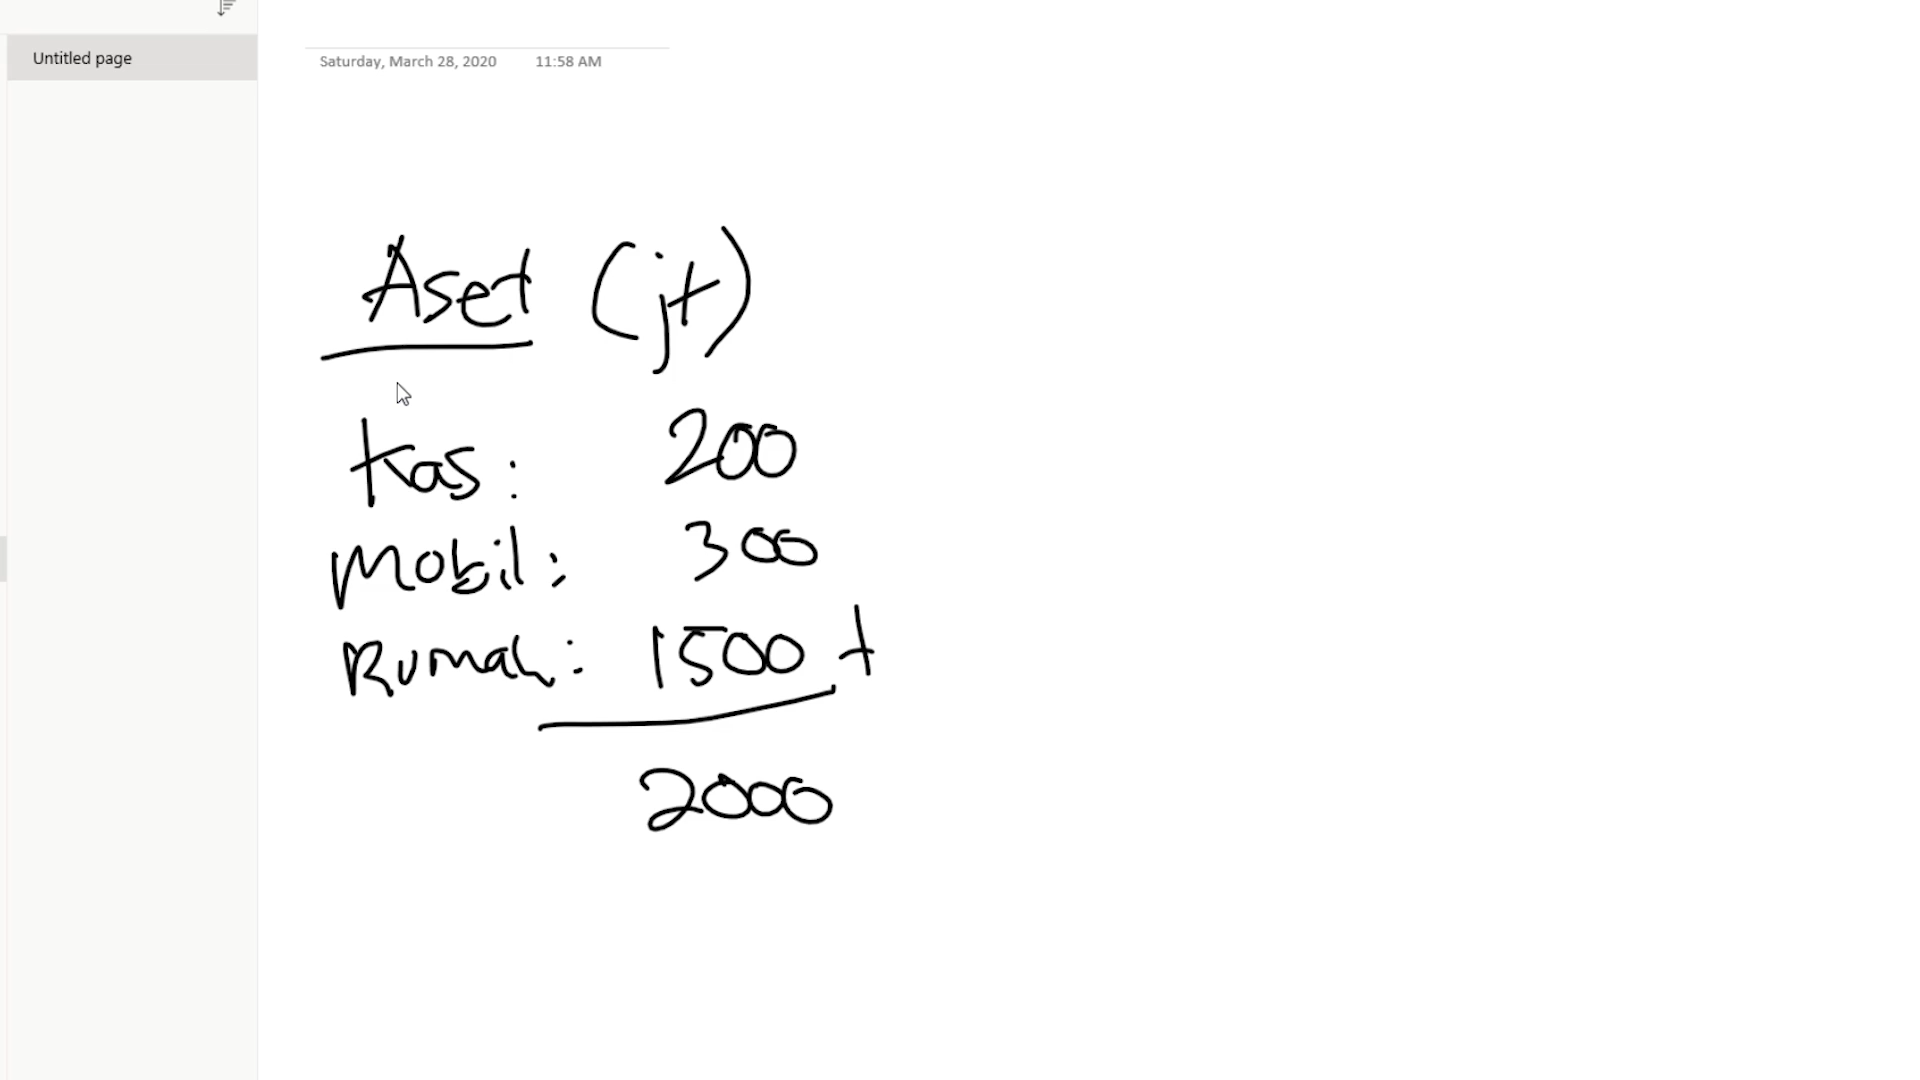 Untitled page
Saturday, March 28, 2020 11:58 AM
Aset (jt)
Kas: 200
Mobil: 300
Rumah: 1500 +
2000